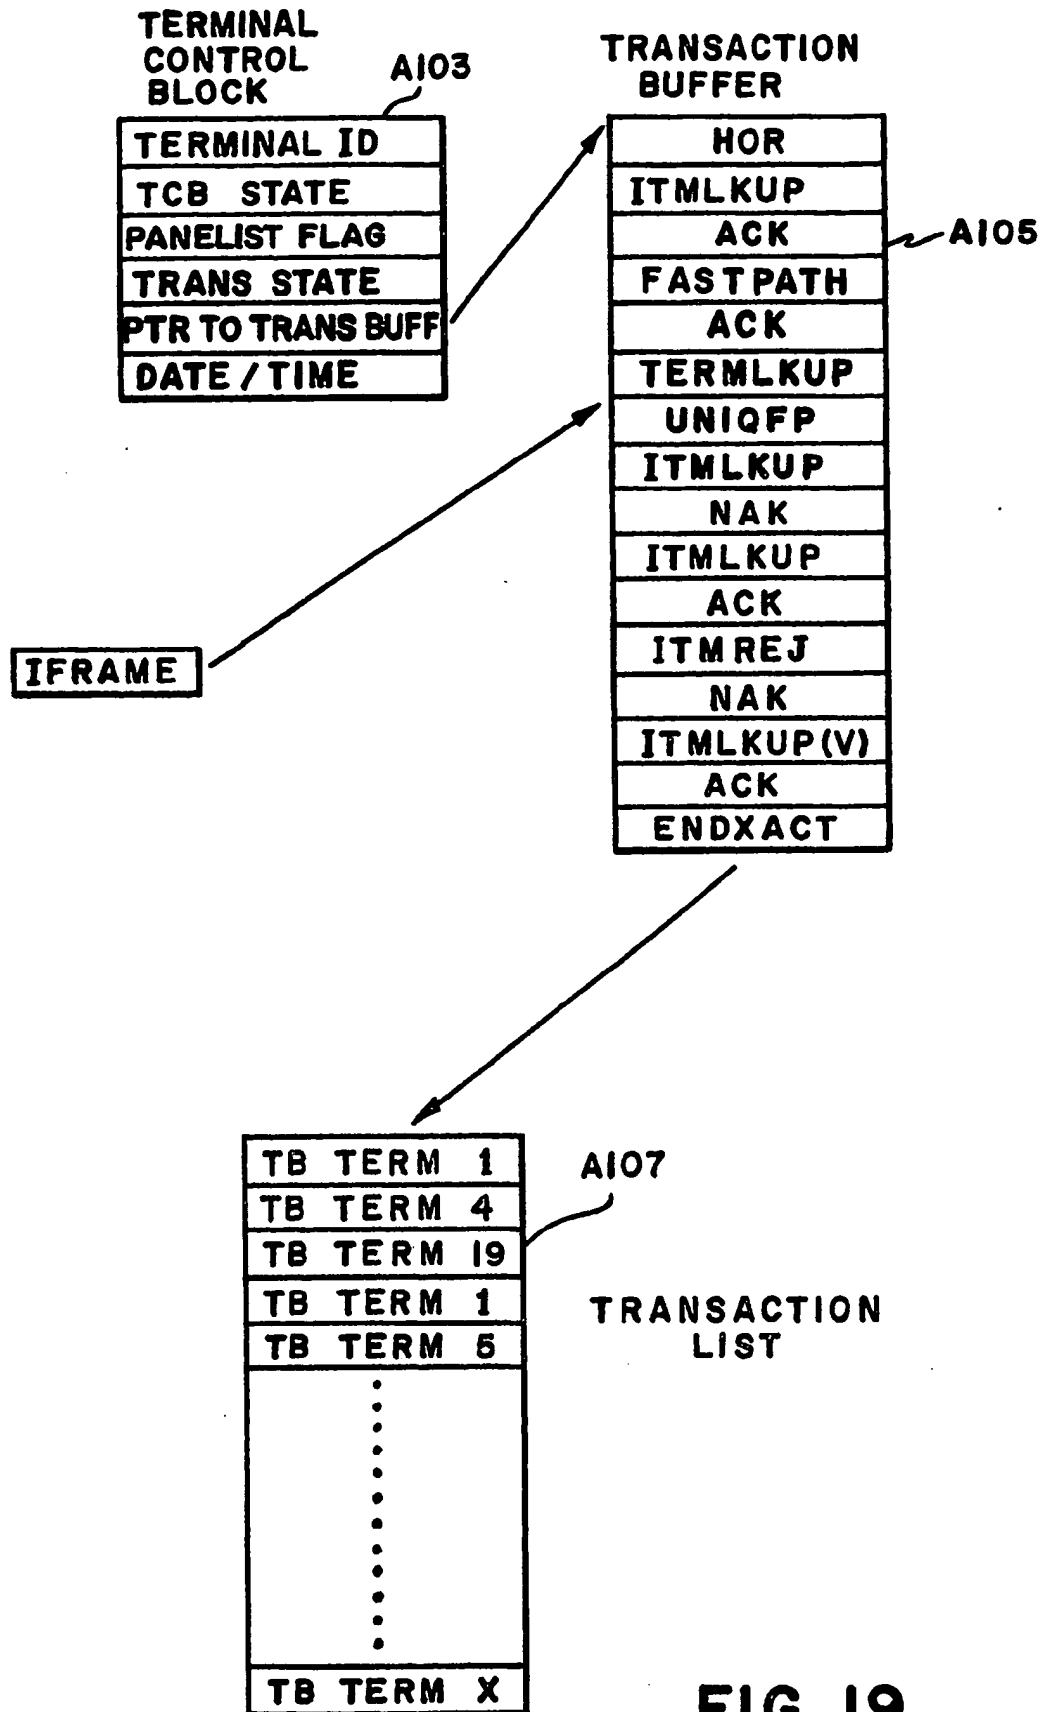 TERMINAL
CONTROL
BLOCK
A103
TERMINAL ID
TCB STATE
PANELIST FLAG
TRANS STATE
PTR TO TRANS BUFF
DATE/TIME
TRANSACTION
BUFFER
HOR
ITMLKUP
ACK
A105
FASTPATH
ACK
TERMLKUP
UNIQFP
ITMLKUP
NAK
ITMLKUP
ACK
ITMREJ
NAK
ITMLKUP(V)
ACK
ENDXACT
IFRAME
TB TERM 1
TB TERM 4
TB TERM 19
TB TERM 1
TB TERM 5
TB TERM X
A107
TRANSACTION
LIST
FIG. 19